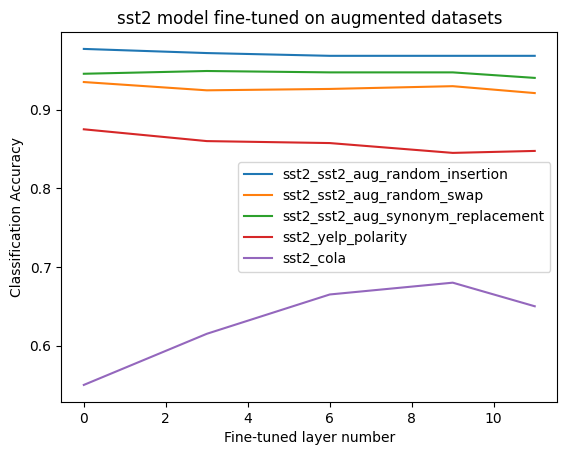 sst2 model fine-tuned on augmented datasets
Classification Accuracy
0.9
0.8
0.7
0.6
sst2_sst2_aug_random_insertion
sst2_sst2_aug_random_swap
sst2_sst2_aug_synonym_replacement
sst2_yelp_polarity
sst2_cola
0 2 4 6 8 10
Fine-tuned layer number